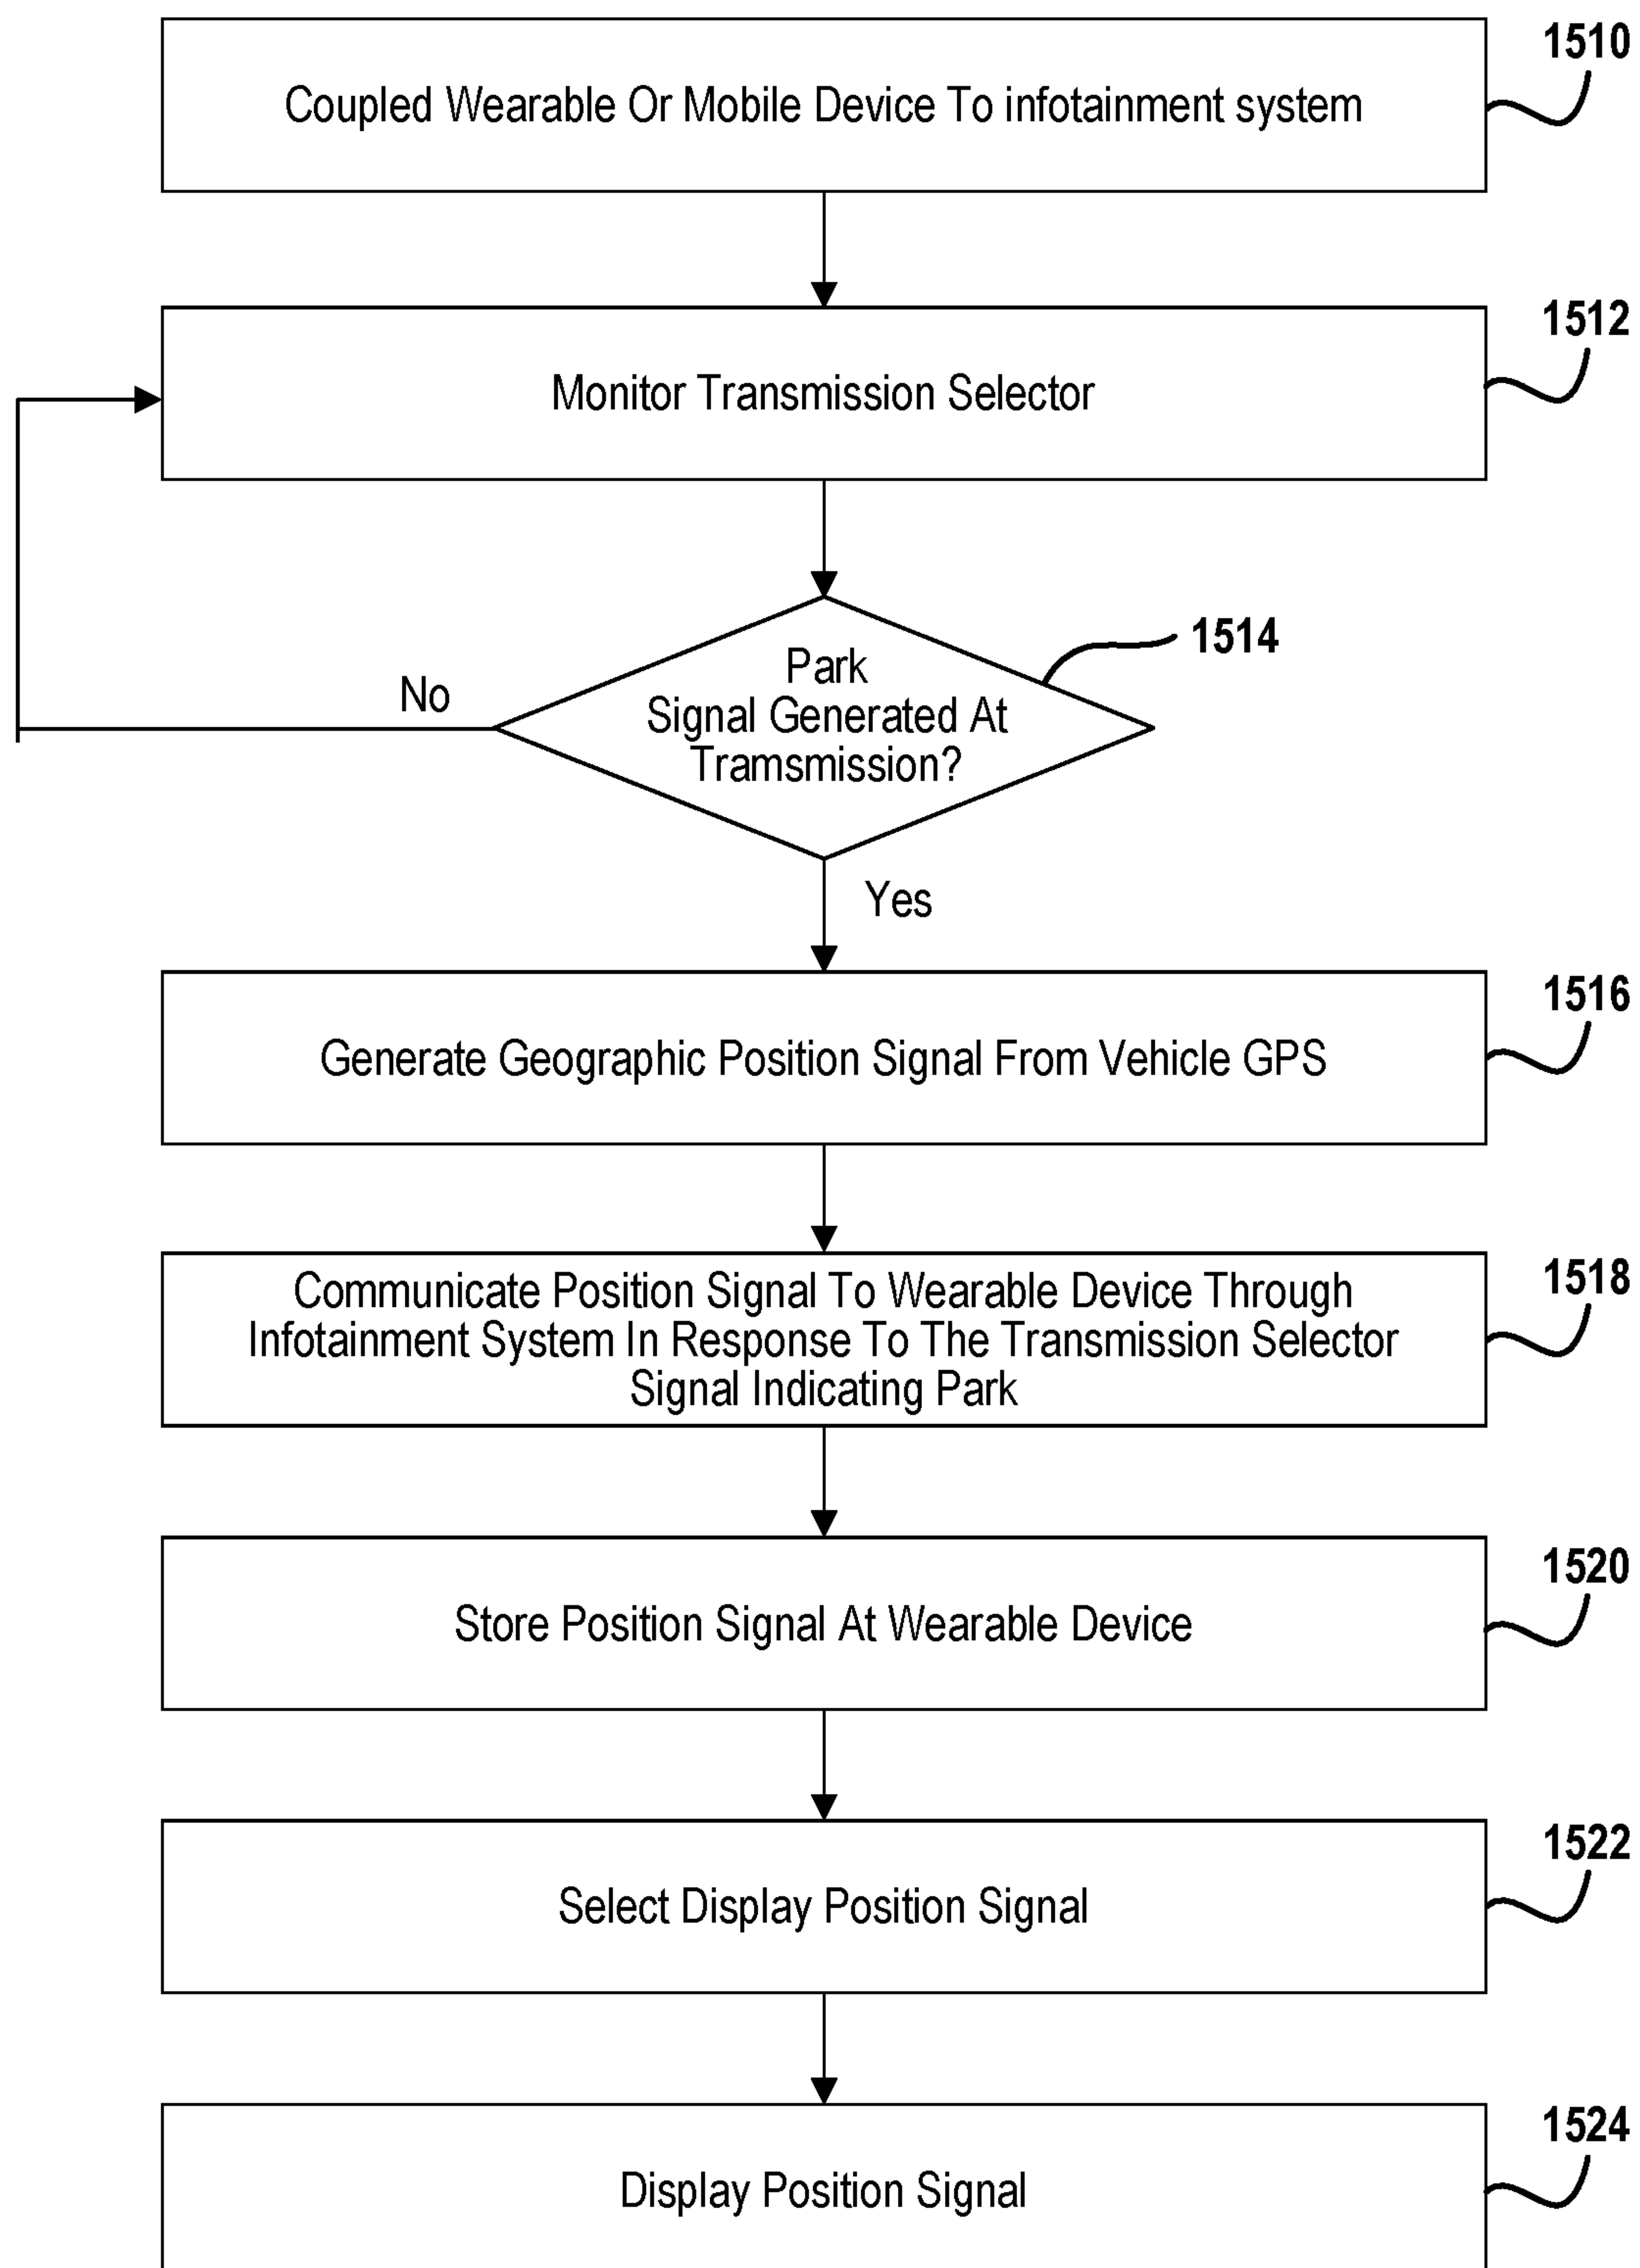 1510
Coupled Wearable Or Mobile Device To infotainment system
1512
Monitor Transmission Selector
1514
Park
Signal Generated At
Tramsmission?
No
Yes
1516
Generate Geographic Position Signal From Vehicle GPS
1518
Communicate Position Signal To Wearable Device Through
Infotainment System In Response To The Transmission Selector
Signal Indicating Park
1520
Store Position Signal At Wearable Device
1522
Select Display Position Signal
1524
Display Position Signal